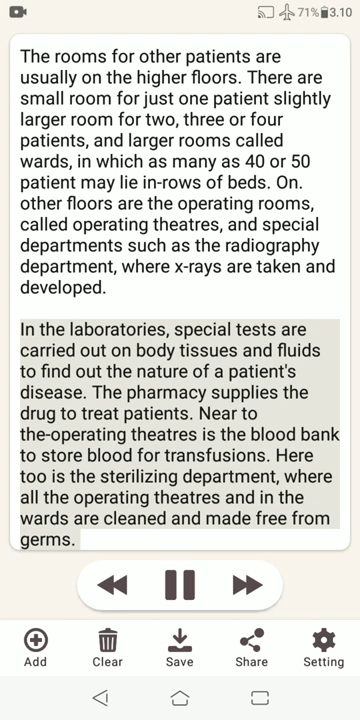 71% 3.10
The rooms for other patients are
usually on the higher floors. There are
small room for just one patient slightly
larger room for two, three or four
patients, and larger rooms called
wards, in which as many as 40 or 50
patient may lie in-rows of beds. On.
other floors are the operating rooms,
called operating theatres, and special
departments such as the radiography
department, where x-rays are taken and
developed.
In the laboratories, special tests are
carried out on body tissues and fluids
to find out the nature of a patient's
disease. The pharmacy supplies the
drug to treat patients. Near to
the-operating theatres is the blood bank
to store blood for transfusions. Here
too is the sterilizing department, where
all the operating theatres and in the
wards are cleaned and made free from
germs.
Add Clear Save Share Setting